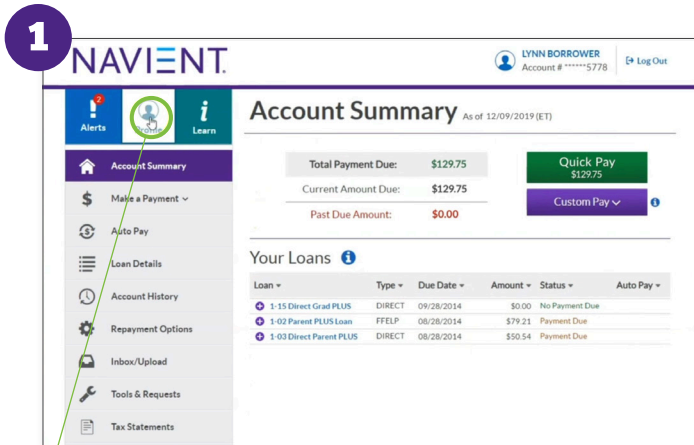 1
NAVIENT.
LYNN BORROWER
Account # ******5778
Log Out
2
Alerts
Profile
i
Learn
Account Summary As of 12/09/2019 (ET)
Account Summary
$ Make a Payment
$ Auto Pay
Loan Details
Account History
Repayment Options
Inbox/Upload
Tools & Requests
Tax Statements
Total Payment Due: $129.75
Current Amount Due: $129.75
Past Due Amount: $0.00
Quick Pay
$129.75
Custom Pay
Your Loans
Loan Type Due Date Amount Status Auto Pay
1-15 Direct Grad PLUS DIRECT 09/28/2014 $0.00 No Payment Due
1-02 Parent PLUS Loan FFELP 08/28/2014 $79.21 Payment Due
1-03 Direct Parent PLUS DIRECT 08/28/2014 $50.54 Payment Due